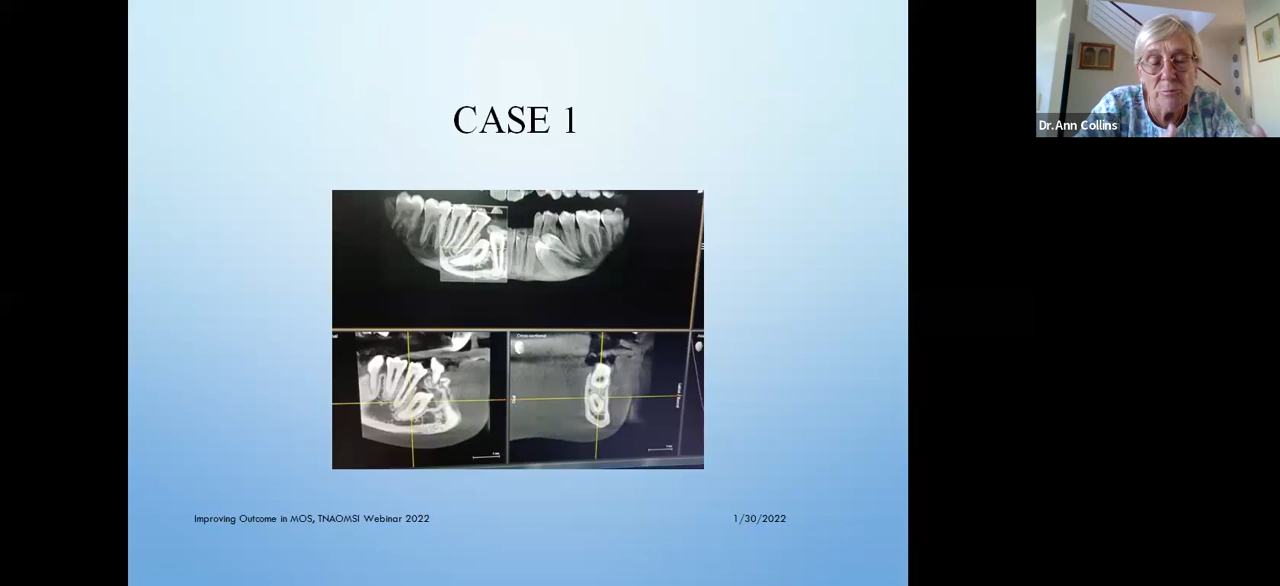 CASE 1
Dr.Ann Collins
Improving Outcome in MOS, TNAOMSI Webinar 2022
1/30/2022